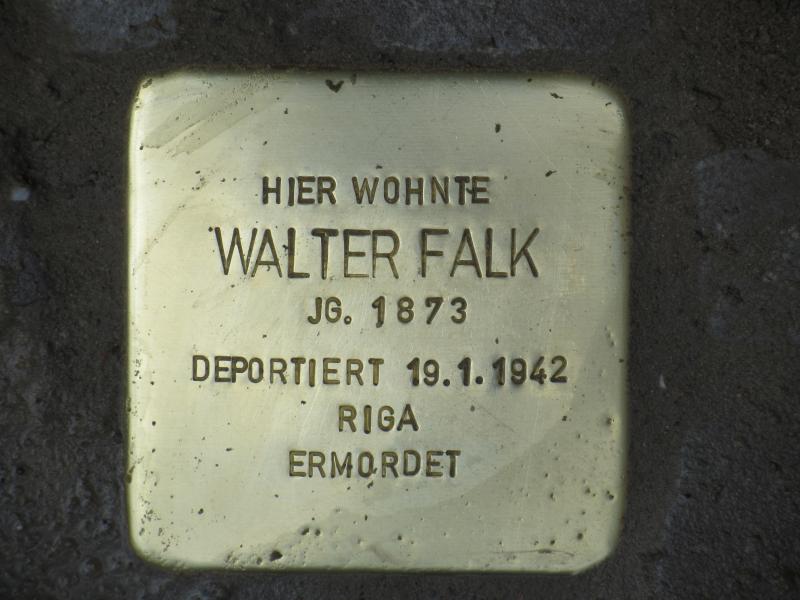 HIER WOHNTE
WALTER FALK
JG. 1873
DEPORTIERT 19.1.1942
RIGA
ERMORDET